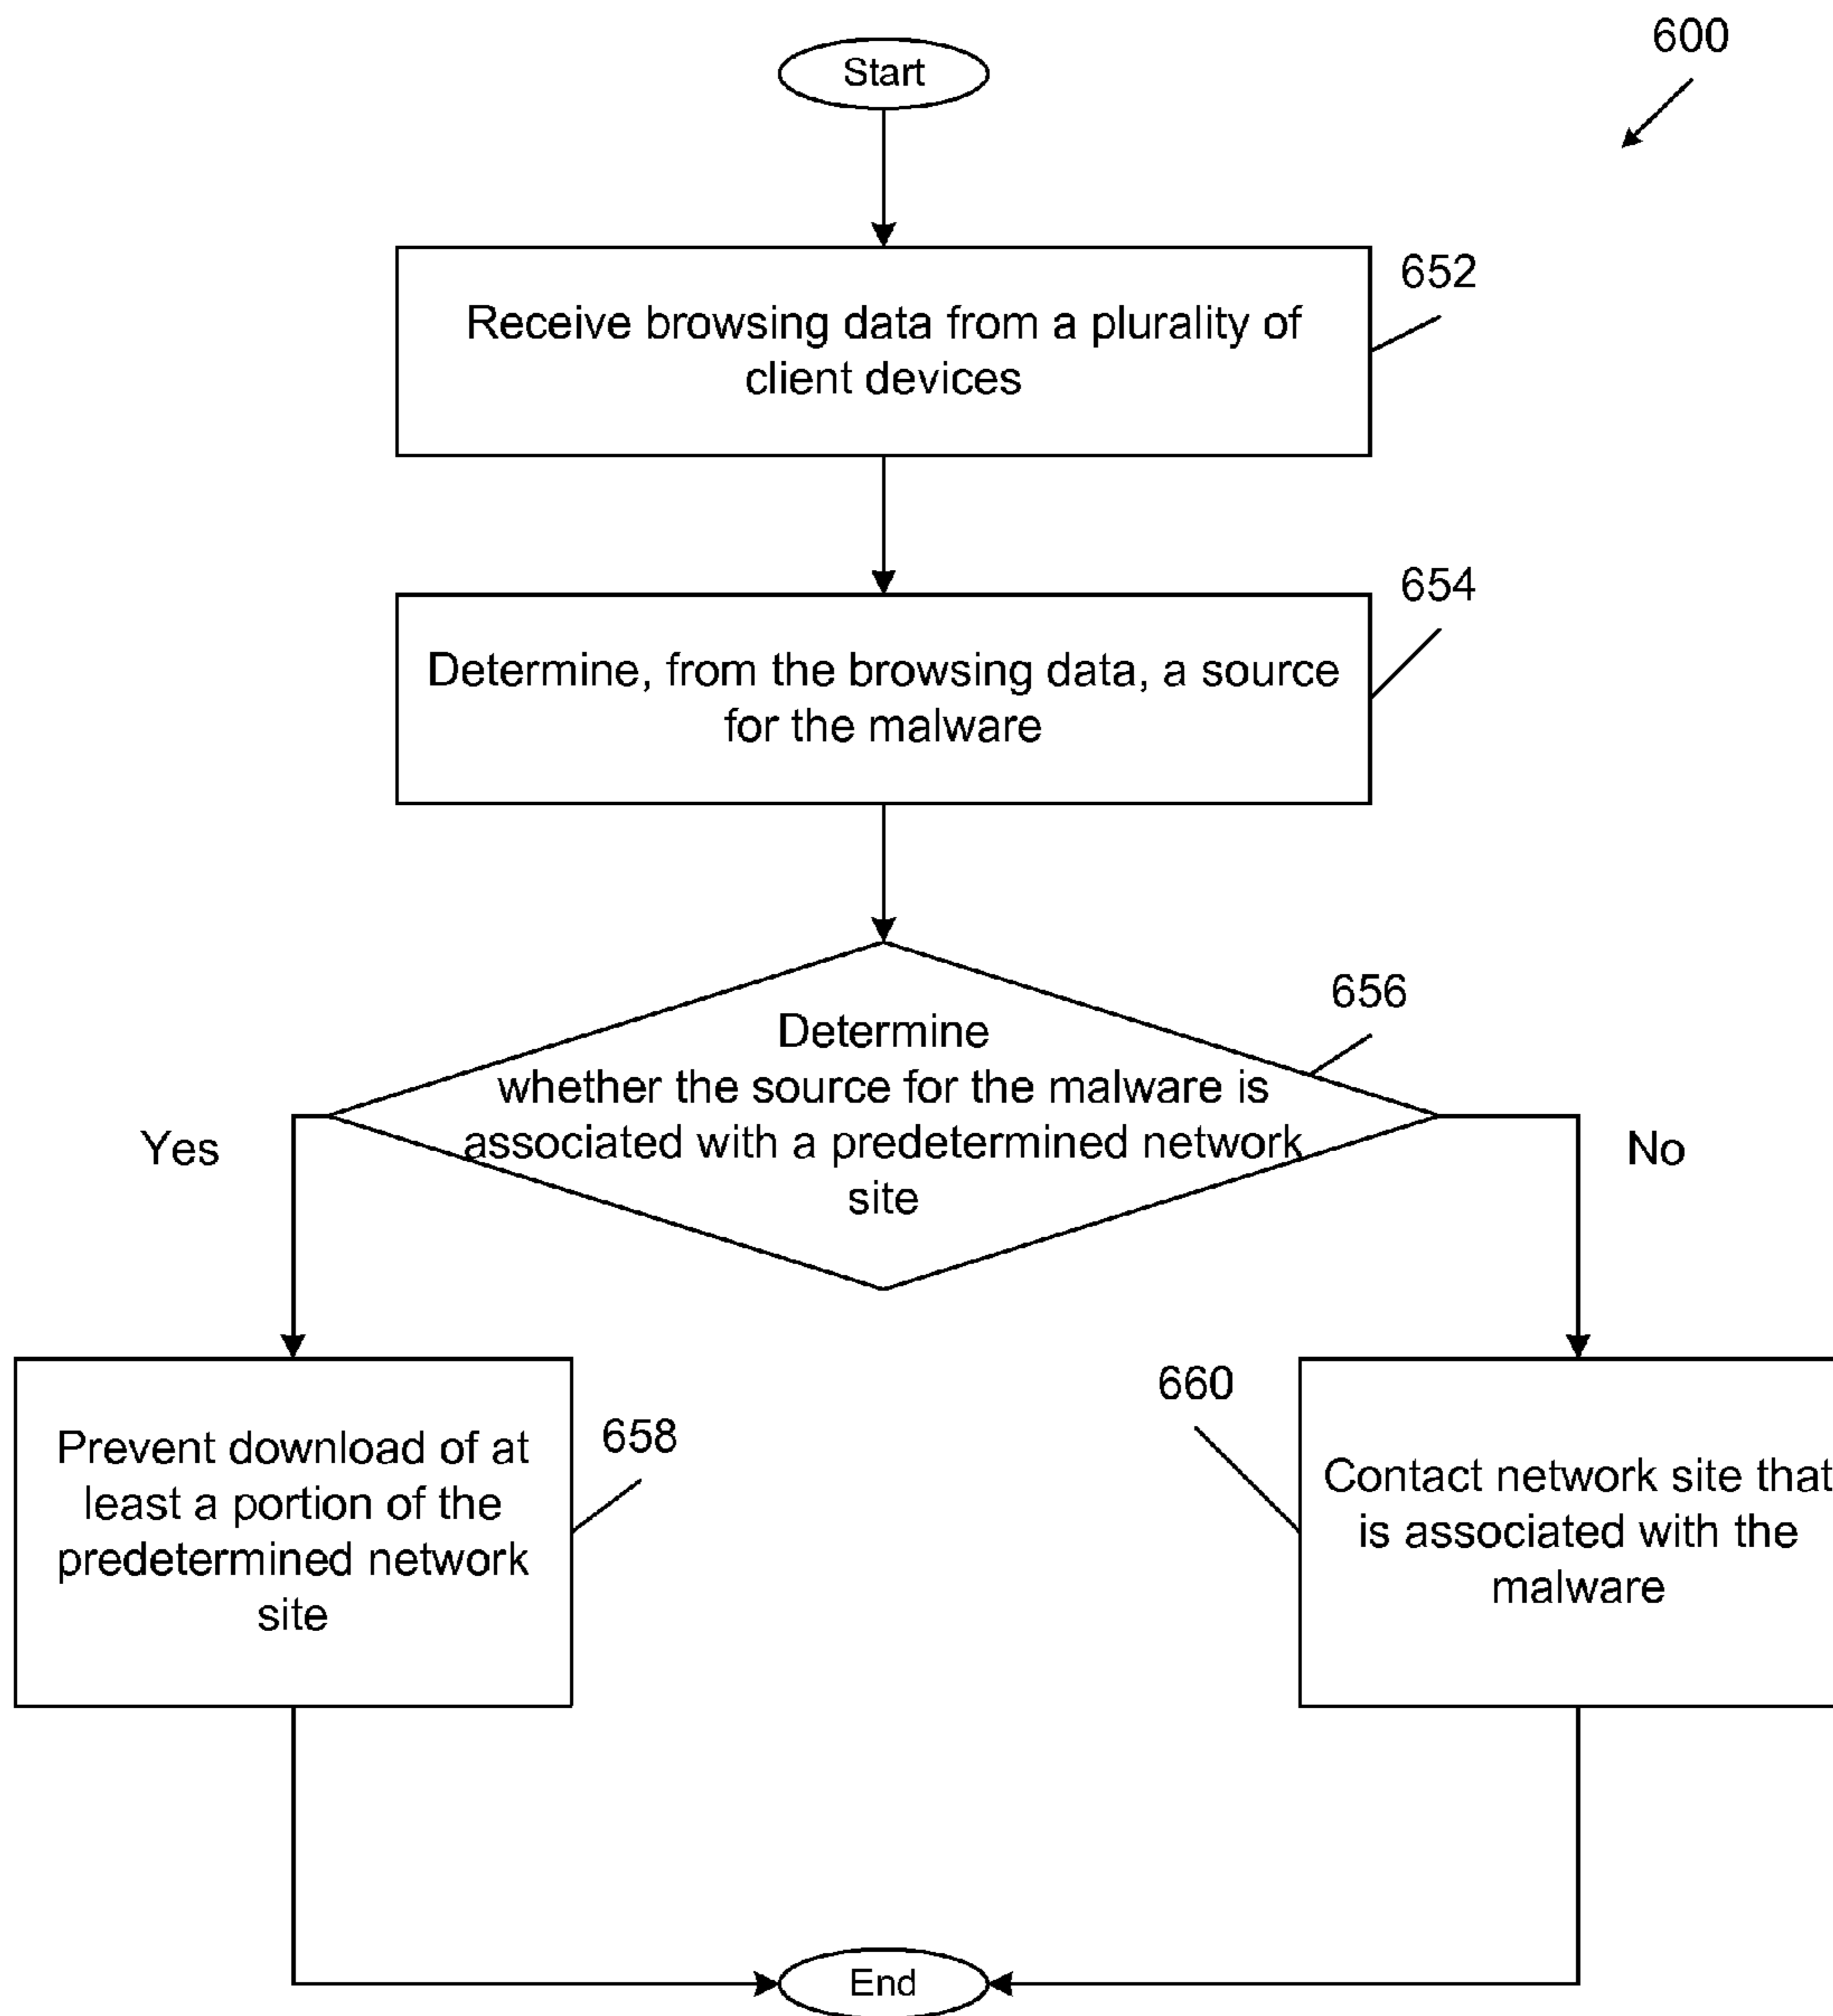 600
Start
652
Receive browsing data from a plurality of
client devices
654
Determine, from the browsing data, a source
for the malware
656
Determine
whether the source for the malware is
associated with a predetermined network
site
Yes
No
658
Prevent download of at
least a portion of the
predetermined network
site
660
Contact network site that
is associated with the
malware
End